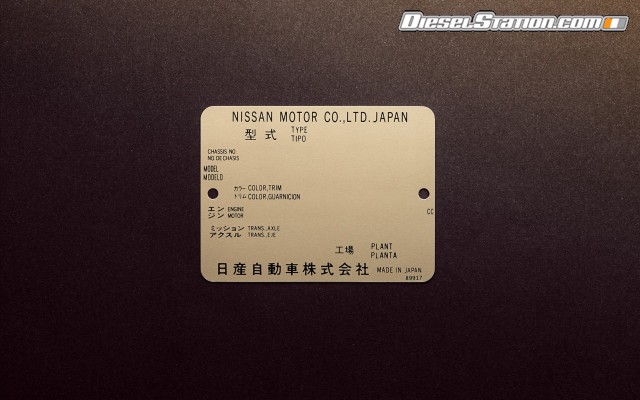 DieselStation.com
NISSAN MOTOR CO.,LTD. JAPAN
型式 TYPE
TIPO
CHASSIS NO.
NO.DE CHASIS
MODEL
MODELO
カラー COLOR,TRIM
トリム COLOR,GUARNICION
エン ENGINE
ジン MOTOR
CC
ミッション TRANS.,AXLE
アクスル TRANS.,EJE
工場 PLANT
PLANTA
日産自動車株式会社 MADE IN JAPAN
89917